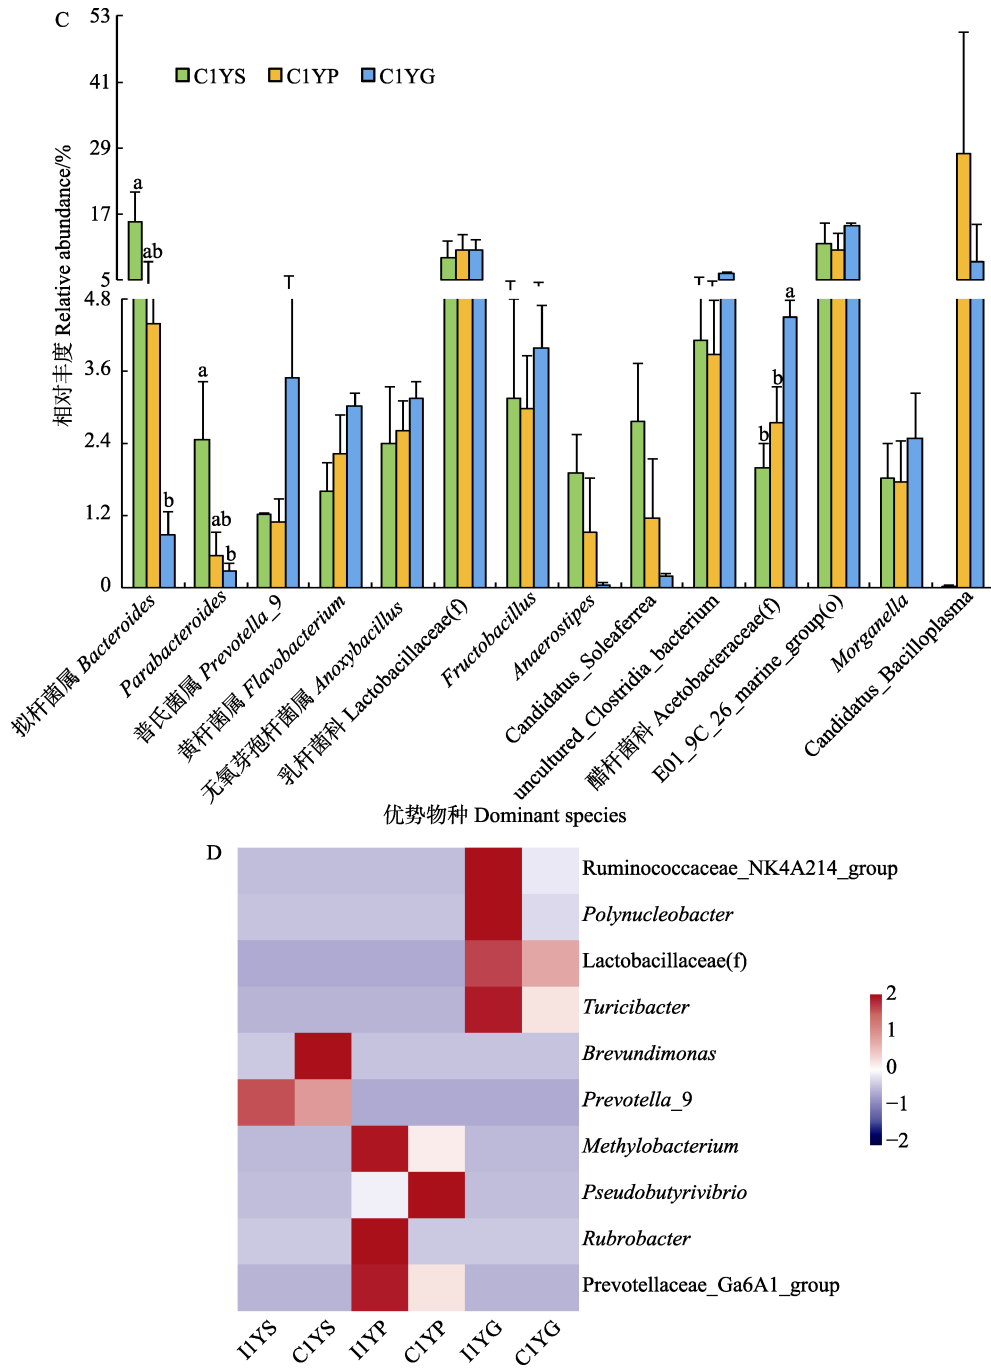 C
53
41
29
17
5
4.8
3.6
2.4
1.2
0
相对丰度 Relative abundance/%
C1YS C1YP C1YG
a
ab
b
a
ab
b
b
b
a
拟杆菌属 Bacteroides
Parabacteroides
普氏菌属 Prevotella_9
黄杆菌属 Flavobacterium
无氧芽孢杆菌属 Anoxybacillus
乳杆菌科 Lactobacillaceae(f)
Fructobacillus
Anaerostipes
Candidatus_Soleaferrea
uncultured_Clostridia_bacterium
醋杆菌科 Acetobacteraceae(f)
E01_9C_26_marine_group(o)
Morganella
Candidatus_Bacilloplasma
优势物种 Dominant species
D
Ruminococcaceae_NK4A214_group
Polynucleobacter
Lactobacillaceae(f)
Turicibacter
Brevundimonas
Prevotella_9
Methylobacterium
Pseudobutyrivibrio
Rubrobacter
Prevotellaceae_Ga6A1_group
2
1
0
−1
−2
I1YS C1YS I1YP C1YP I1YG C1YG